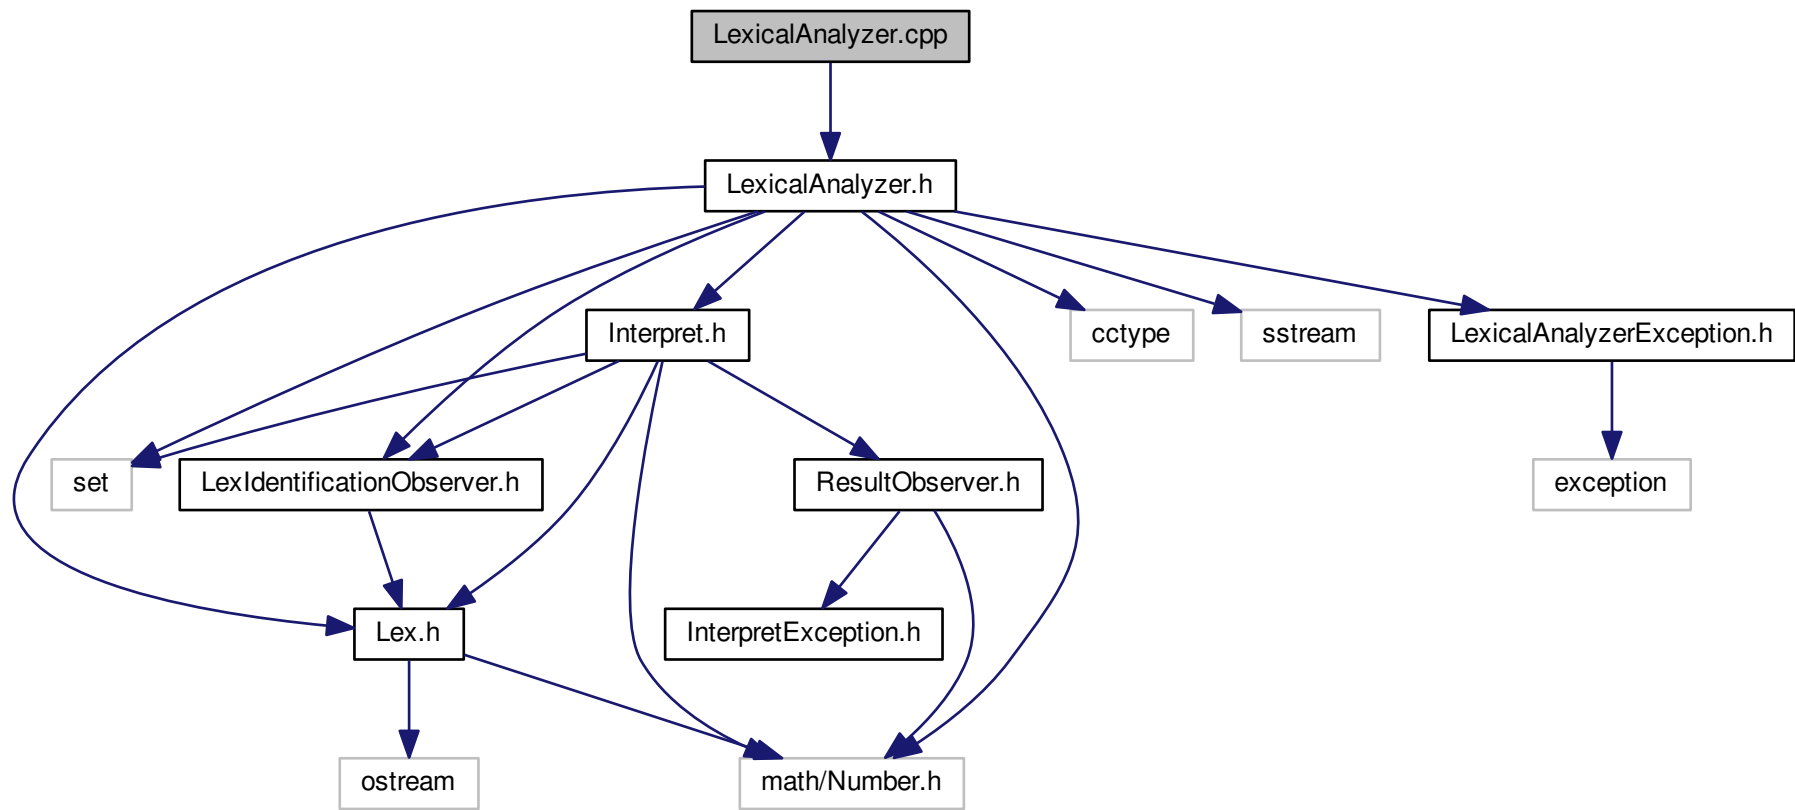 LexicalAnalyzer.cpp
LexicalAnalyzer.h
Interpret.h
cctype
sstream
LexicalAnalyzerException.h
set
LexIdentificationObserver.h
ResultObserver.h
exception
Lex.h
InterpretException.h
ostream
math/Number.h